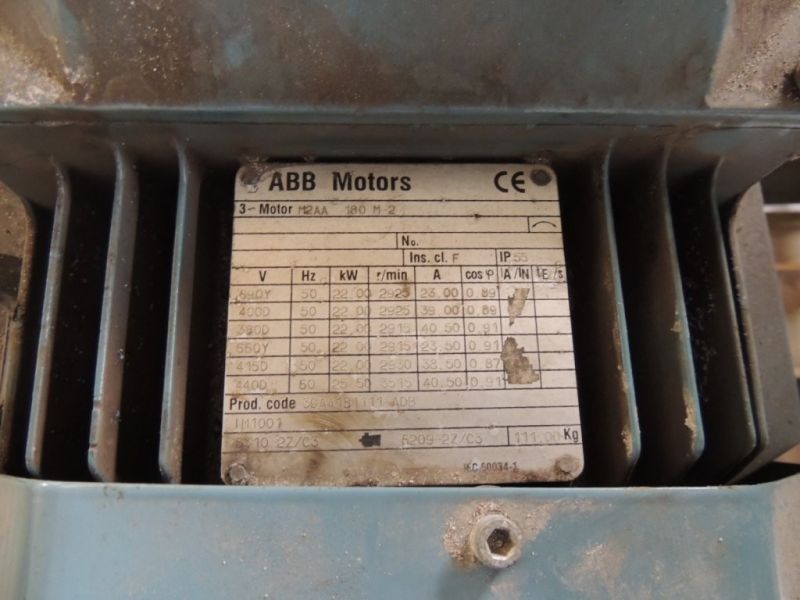 ABB Motors CE
3~ Motor M2AA 180 M-2
No.
Ins. cl. F IP 55
V Hz kW r/min A cos φ IA/IN tE/s
690Y 50 22.00 2925 23.00 0.89
400D 50 22.00 2925 39.00 0.89
380D 50 22.00 2915 40.50 0.91
660Y 50 22.00 2915 23.50 0.91
415D 50 22.00 2930 38.50 0.87
440D 60 25.50 3515 40.50 0.91
Prod. code ADB
IM1001
6310 2Z/C3 6209 2Z/C3 111.00 Kg
IEC 60034-1